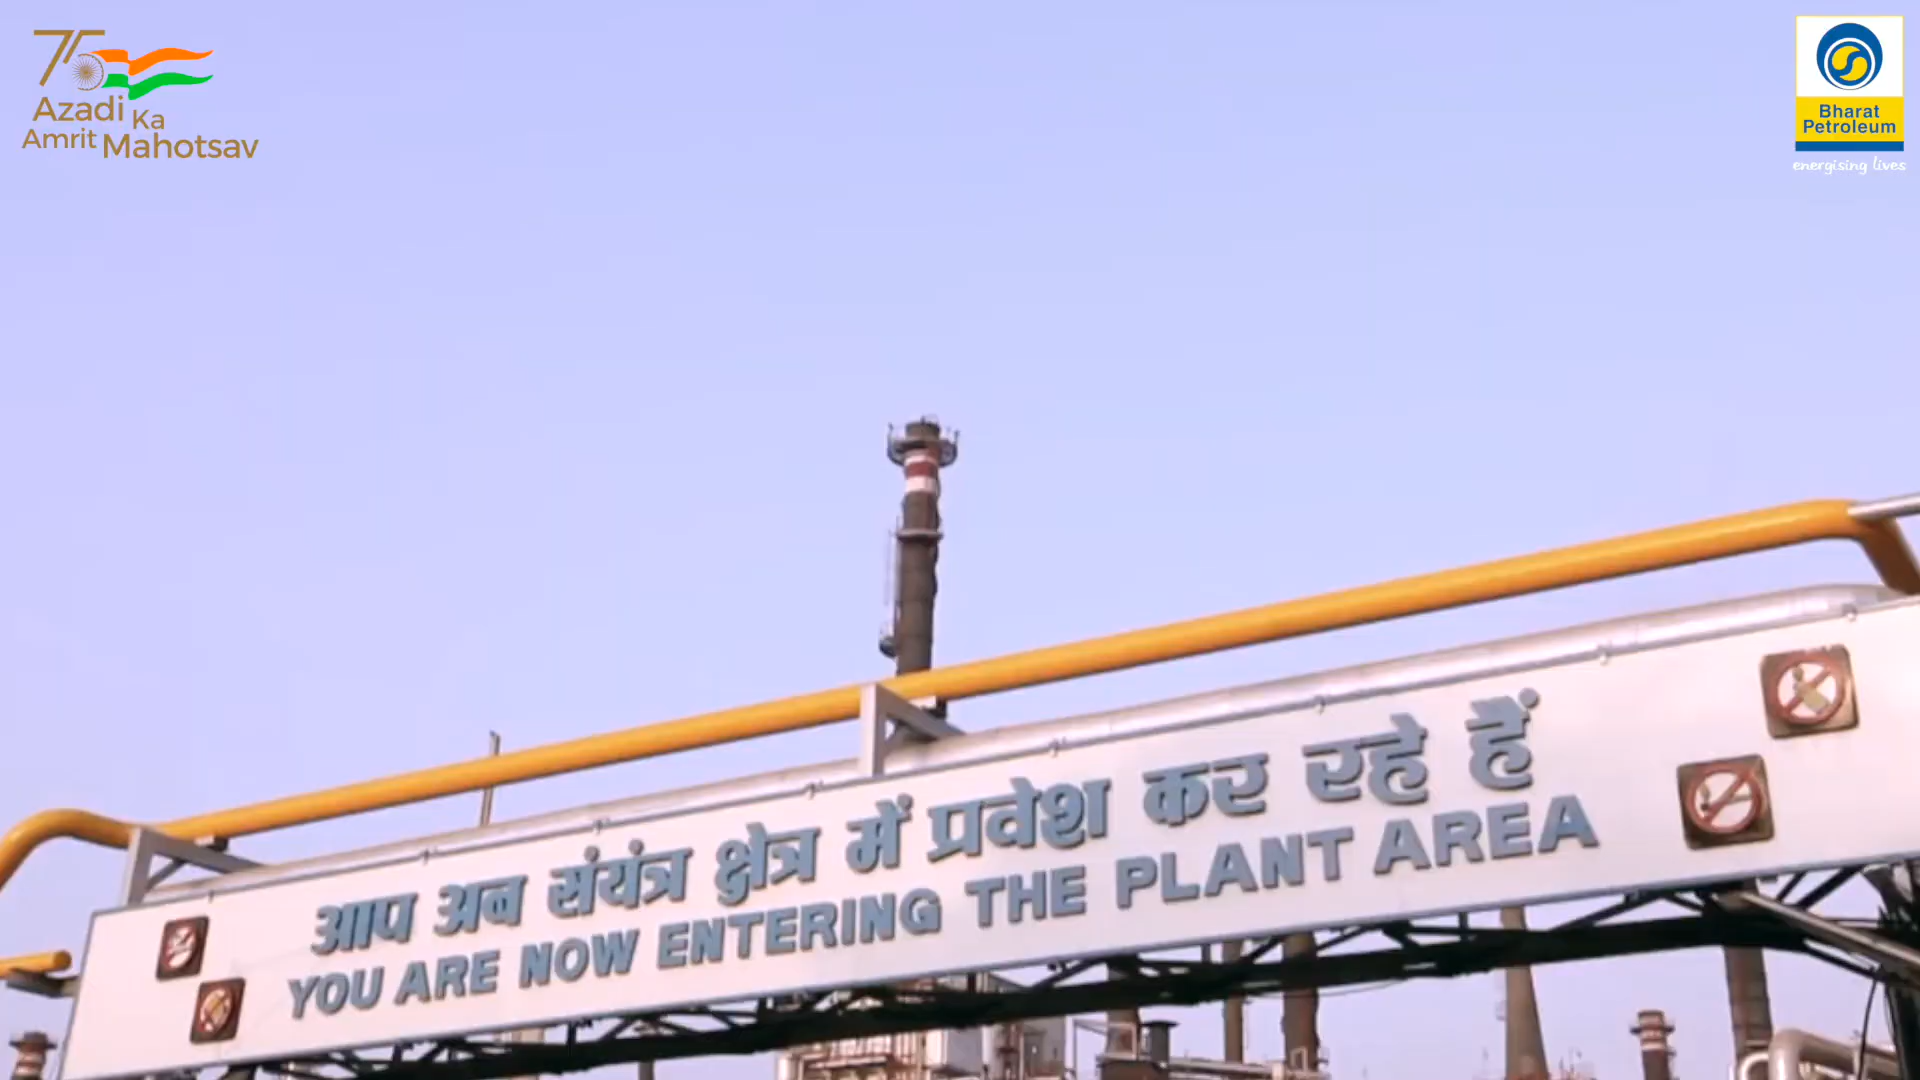 75
Azadi Ka
Amrit Mahotsav
Bharat
Petroleum
energising lives
आप अब संयंत्र क्षेत्र में प्रवेश कर रहे हैं
YOU ARE NOW ENTERING THE PLANT AREA